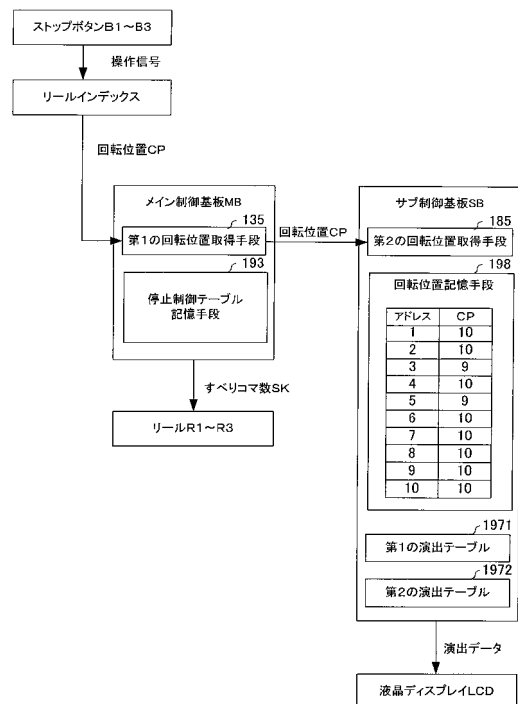 ストップボタンB1～B3
操作信号
リールインデックス
回転位置CP
メイン制御基板MB
135
第1の回転位置取得手段
193
停止制御テーブル
記憶手段
すべりコマ数SK
リールR1～R3
回転位置CP
サブ制御基板SB
185
第2の回転位置取得手段
198
回転位置記憶手段
アドレス CP
1 10
2 10
3 9
4 10
5 9
6 10
7 10
8 10
9 10
10 10
1971
第1の演出テーブル
1972
第2の演出テーブル
演出データ
液晶ディスプレイLCD